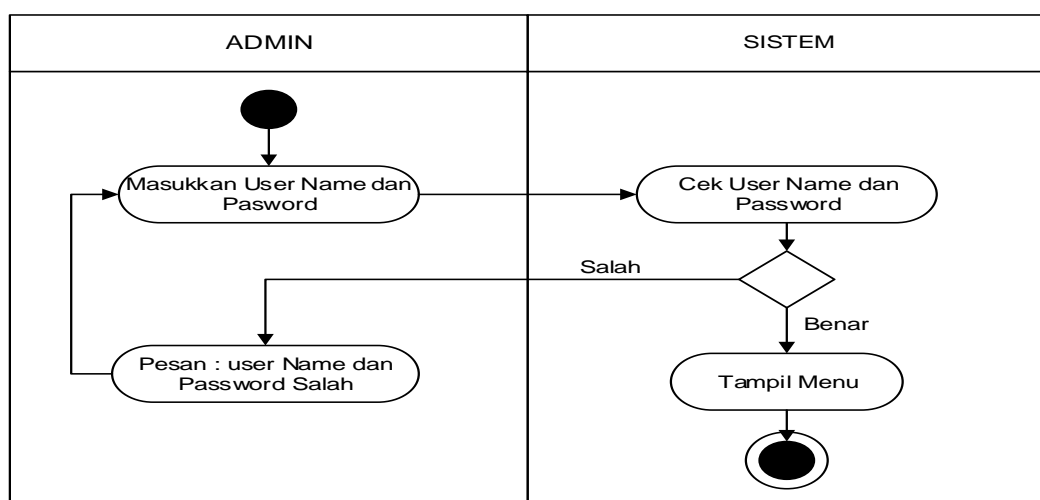 ADMIN
SISTEM
Masukkan User Name dan
Pasword
Cek User Name dan
Password
Salah
Benar
Pesan : user Name dan
Password Salah
Tampil Menu